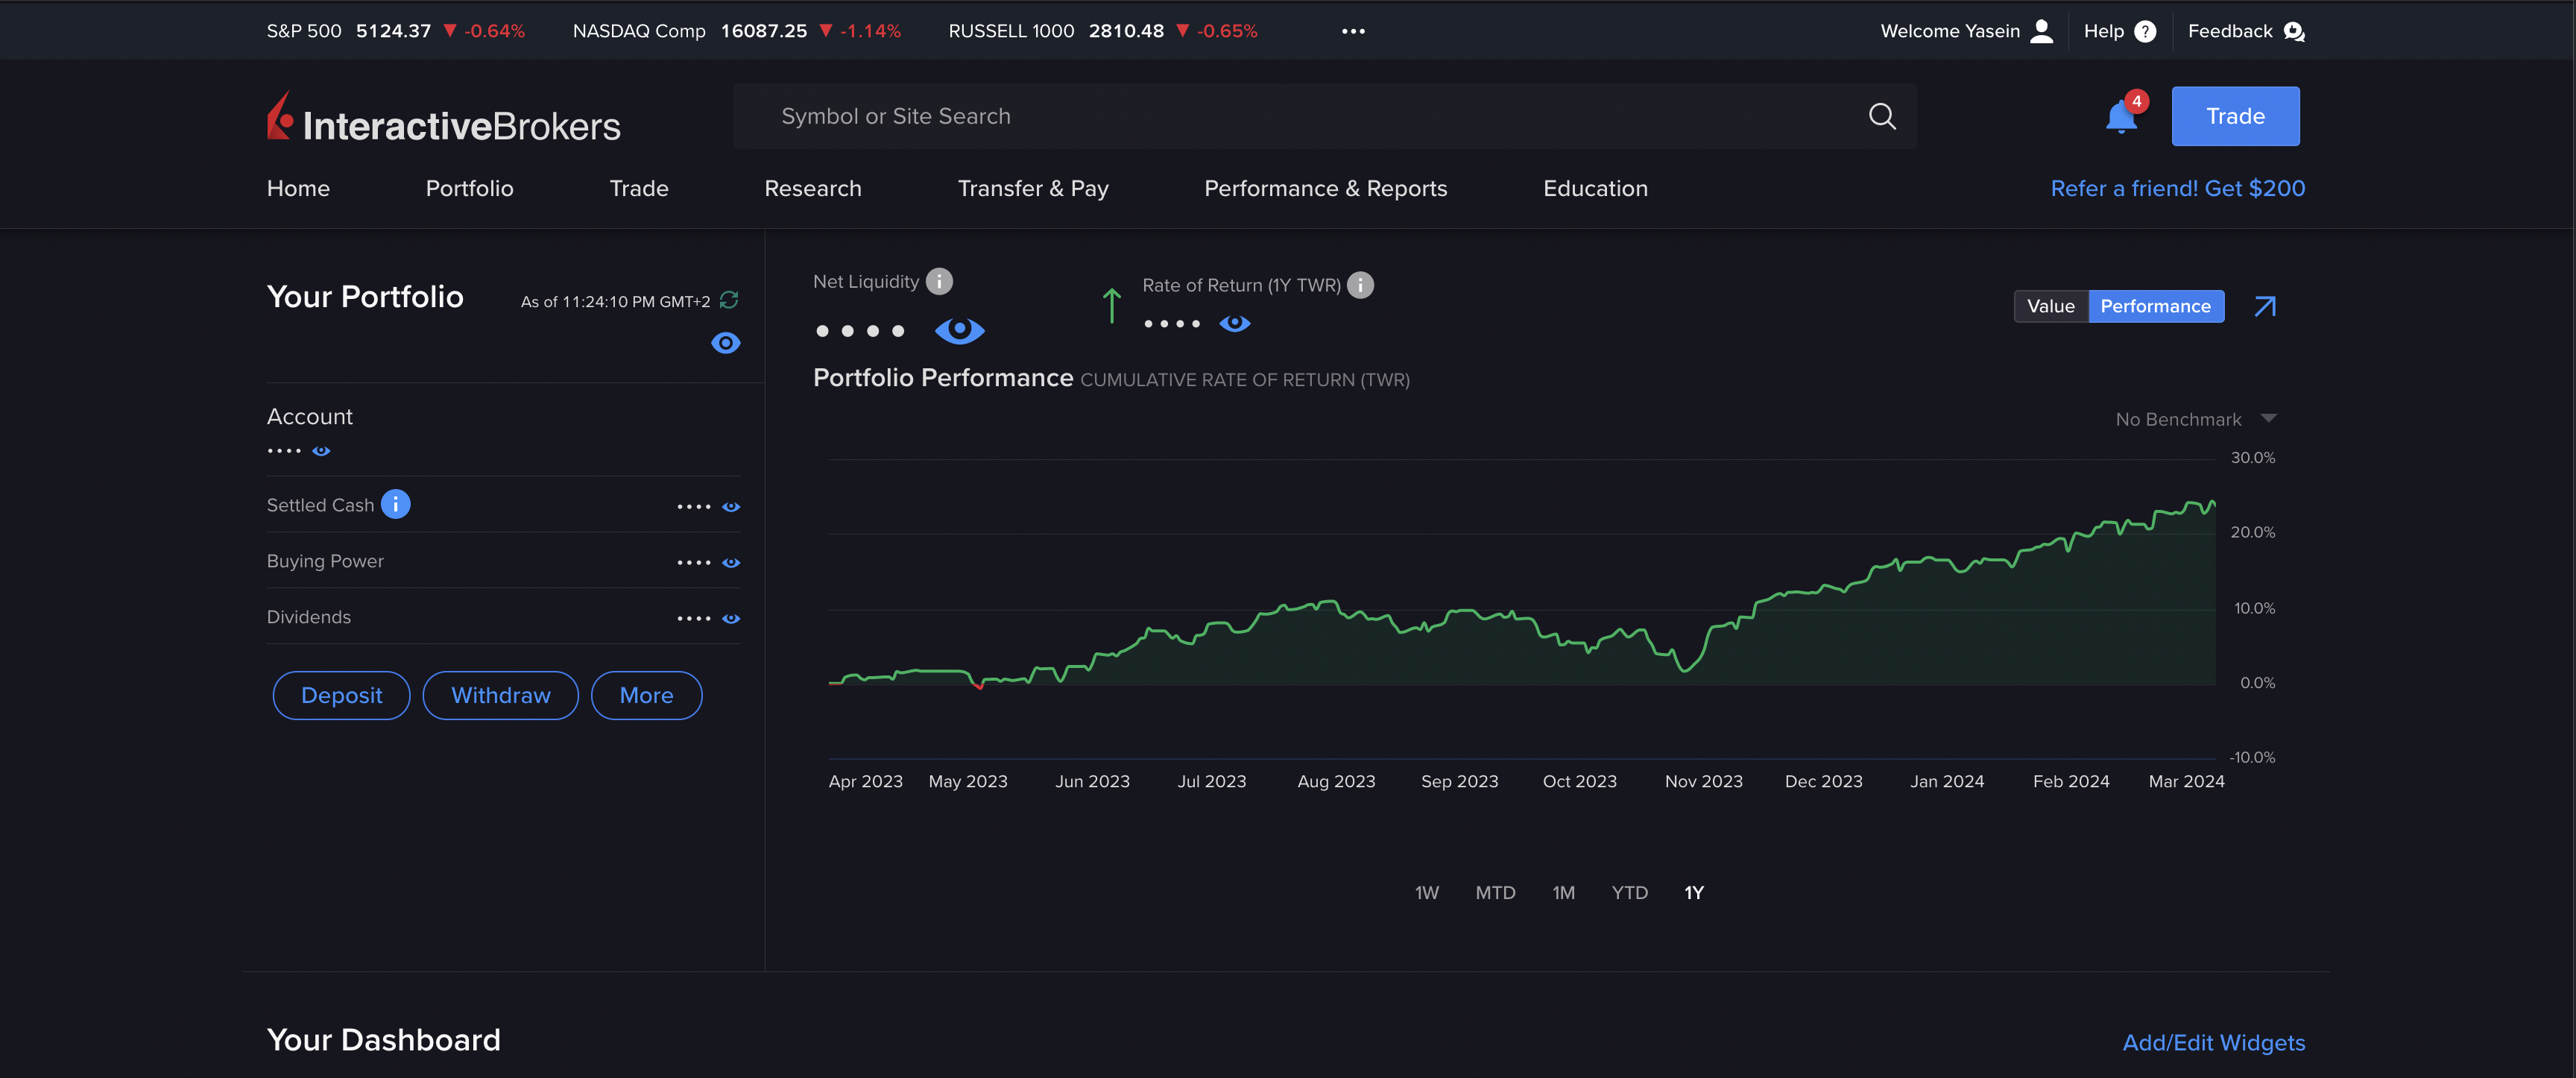 S&P 500 5124.37 ▼ -0.64% NASDAQ Comp 16087.25 ▼ -1.14% RUSSELL 1000 2810.48 ▼ -0.65% ••• Welcome Yasein Help ? Feedback
InteractiveBrokers Symbol or Site Search 4 Trade
Home Portfolio Trade Research Transfer & Pay Performance & Reports Education Refer a friend! Get $200
Your Portfolio As of 11:24:10 PM GMT+2
Account
••••
Settled Cash i ••••
Buying Power ••••
Dividends ••••
Deposit Withdraw More
Net Liquidity i Rate of Return (1Y TWR) i
•••• ••••
Value Performance
Portfolio Performance CUMULATIVE RATE OF RETURN (TWR)
No Benchmark
30.0%
20.0%
10.0%
0.0%
-10.0%
Apr 2023 May 2023 Jun 2023 Jul 2023 Aug 2023 Sep 2023 Oct 2023 Nov 2023 Dec 2023 Jan 2024 Feb 2024 Mar 2024
1W MTD 1M YTD 1Y
Your Dashboard Add/Edit Widgets